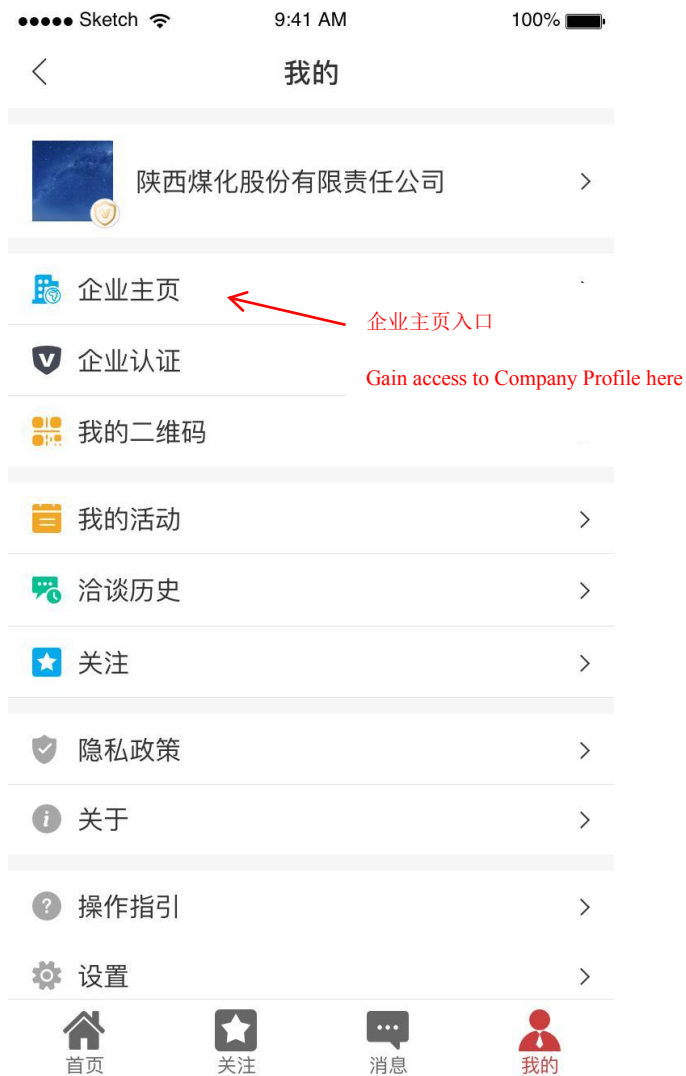 Sketch 9:41 AM 100%
我的
陕西煤化股份有限责任公司
企业主页
企业主页入口
企业认证
Gain access to Company Profile here
我的二维码
我的活动
洽谈历史
关注
隐私政策
关于
操作指引
设置
首页 关注 消息 我的